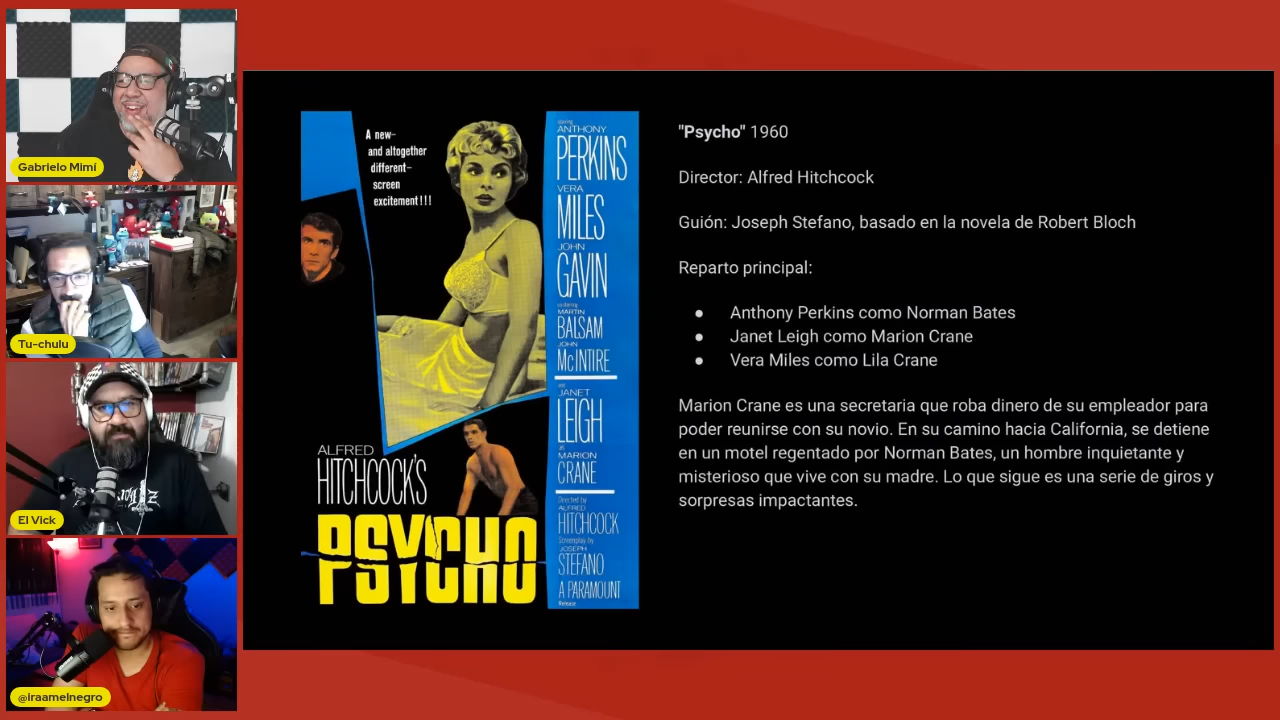 Gabrielo Mimí
Tu-chulu
El Vick
@iraamelnegro
A new-
and altogether
different-
screen
excitement!!!
starring
ANTHONY
PERKINS
VERA
MILES
JOHN
GAVIN
co-starring
MARTIN
BALSAM
JOHN
McINTIRE
and
JANET
LEIGH
as
MARION
CRANE
Directed by
ALFRED
HITCHCOCK
Screenplay by
JOSEPH
STEFANO
A PARAMOUNT
Release
ALFRED
HITCHCOCK'S
PSYCHO
"Psycho" 1960
Director: Alfred Hitchcock
Guión: Joseph Stefano, basado en la novela de Robert Bloch
Reparto principal:
● Anthony Perkins como Norman Bates
● Janet Leigh como Marion Crane
● Vera Miles como Lila Crane
Marion Crane es una secretaria que roba dinero de su empleador para
poder reunirse con su novio. En su camino hacia California, se detiene
en un motel regentado por Norman Bates, un hombre inquietante y
misterioso que vive con su madre. Lo que sigue es una serie de giros y
sorpresas impactantes.